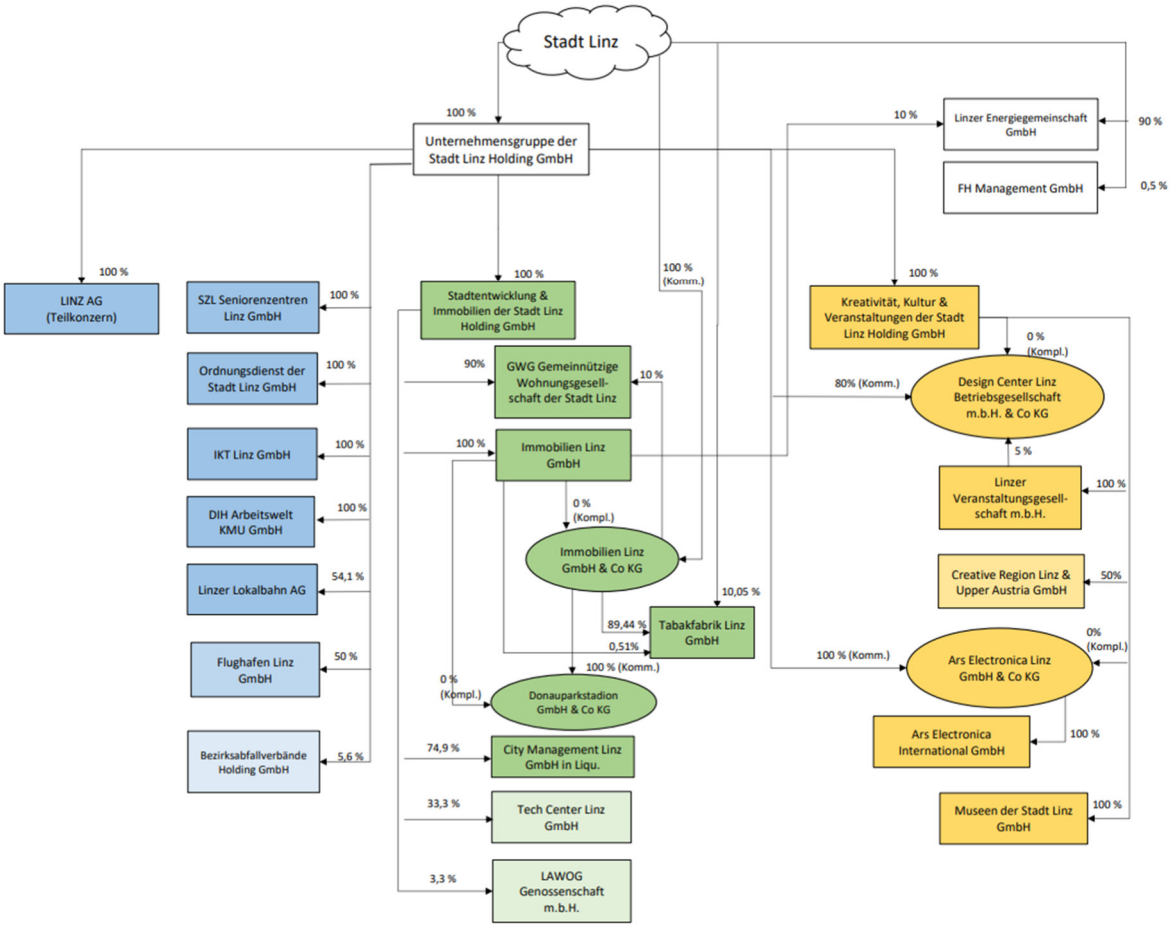 Stadt Linz
100 %
Unternehmensgruppe der
Stadt Linz Holding GmbH
10 %
Linzer Energiegemeinschaft
GmbH
90 %
FH Management GmbH
0,5 %
100 %
LINZ AG
(Teilkonzern)
SZL Seniorenzentren
Linz GmbH
100 %
Ordnungsdienst der
Stadt Linz GmbH
100 %
IKT Linz GmbH
100 %
DIH Arbeitswelt
KMU GmbH
100 %
Linzer Lokalbahn AG
54,1 %
Flughafen Linz
GmbH
50 %
Bezirksabfallverbände
Holding GmbH
5,6 %
100 %
Stadtentwicklung &
Immobilien der Stadt Linz
Holding GmbH
100 %
(Komm.)
90%
GWG Gemeinnützige
Wohnungsgesell-
schaft der Stadt Linz
10 %
100 %
Immobilien Linz
GmbH
0 %
(Kompl.)
Immobilien Linz
GmbH & Co KG
10,05 %
89,44 %
0,51%
Tabakfabrik Linz
GmbH
100 % (Komm.)
0 %
(Kompl.)
Donauparkstadion
GmbH & Co KG
74,9 %
City Management Linz
GmbH in Liqu.
33,3 %
Tech Center Linz
GmbH
3,3 %
LAWOG
Genossenschaft
m.b.H.
100 %
Kreativität, Kultur &
Veranstaltungen der Stadt
Linz Holding GmbH
0 %
(Kompl.)
80% (Komm.)
Design Center Linz
Betriebsgesellschaft
m.b.H. & Co KG
5 %
Linzer
Veranstaltungsgesell-
schaft m.b.H.
100 %
Creative Region Linz &
Upper Austria GmbH
50%
0%
(Kompl.)
100 % (Komm.)
Ars Electronica Linz
GmbH & Co KG
Ars Electronica
International GmbH
100 %
Museen der Stadt Linz
GmbH
100 %